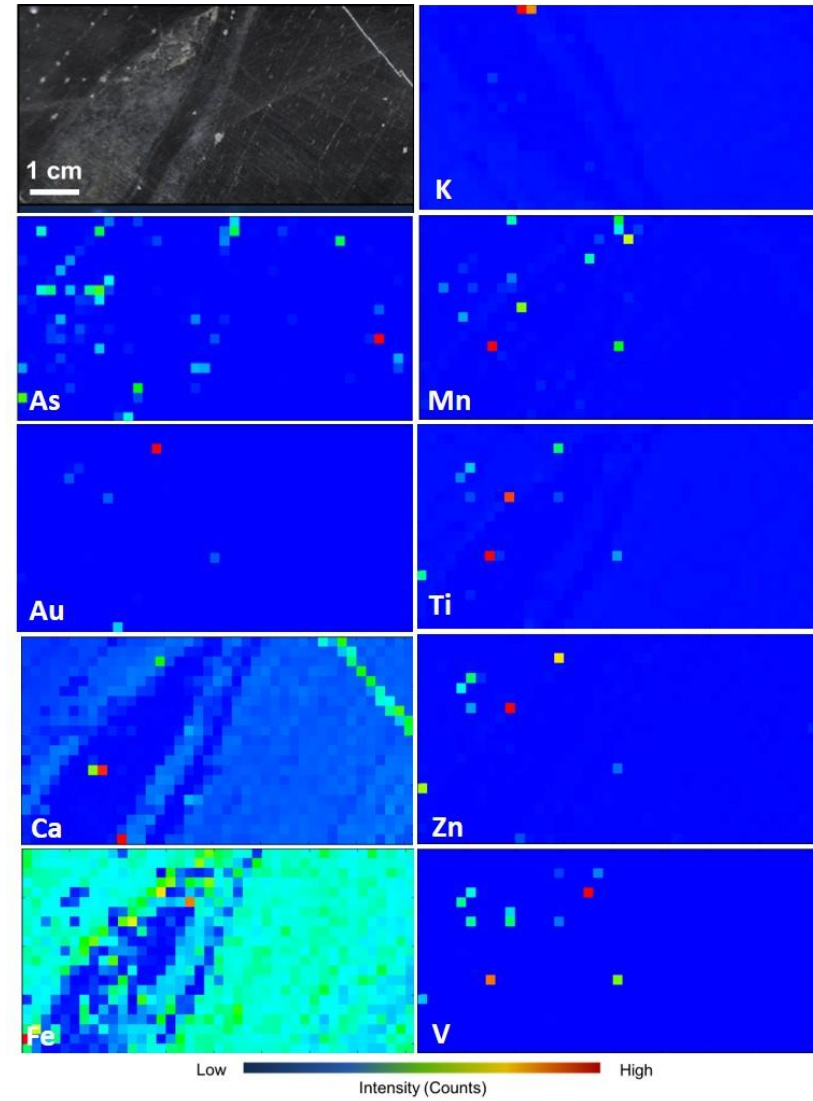 1 cm
K
As
Mn
Au
Ti
Ca
Zn
Fe
V
Low
High
Intensity (Counts)